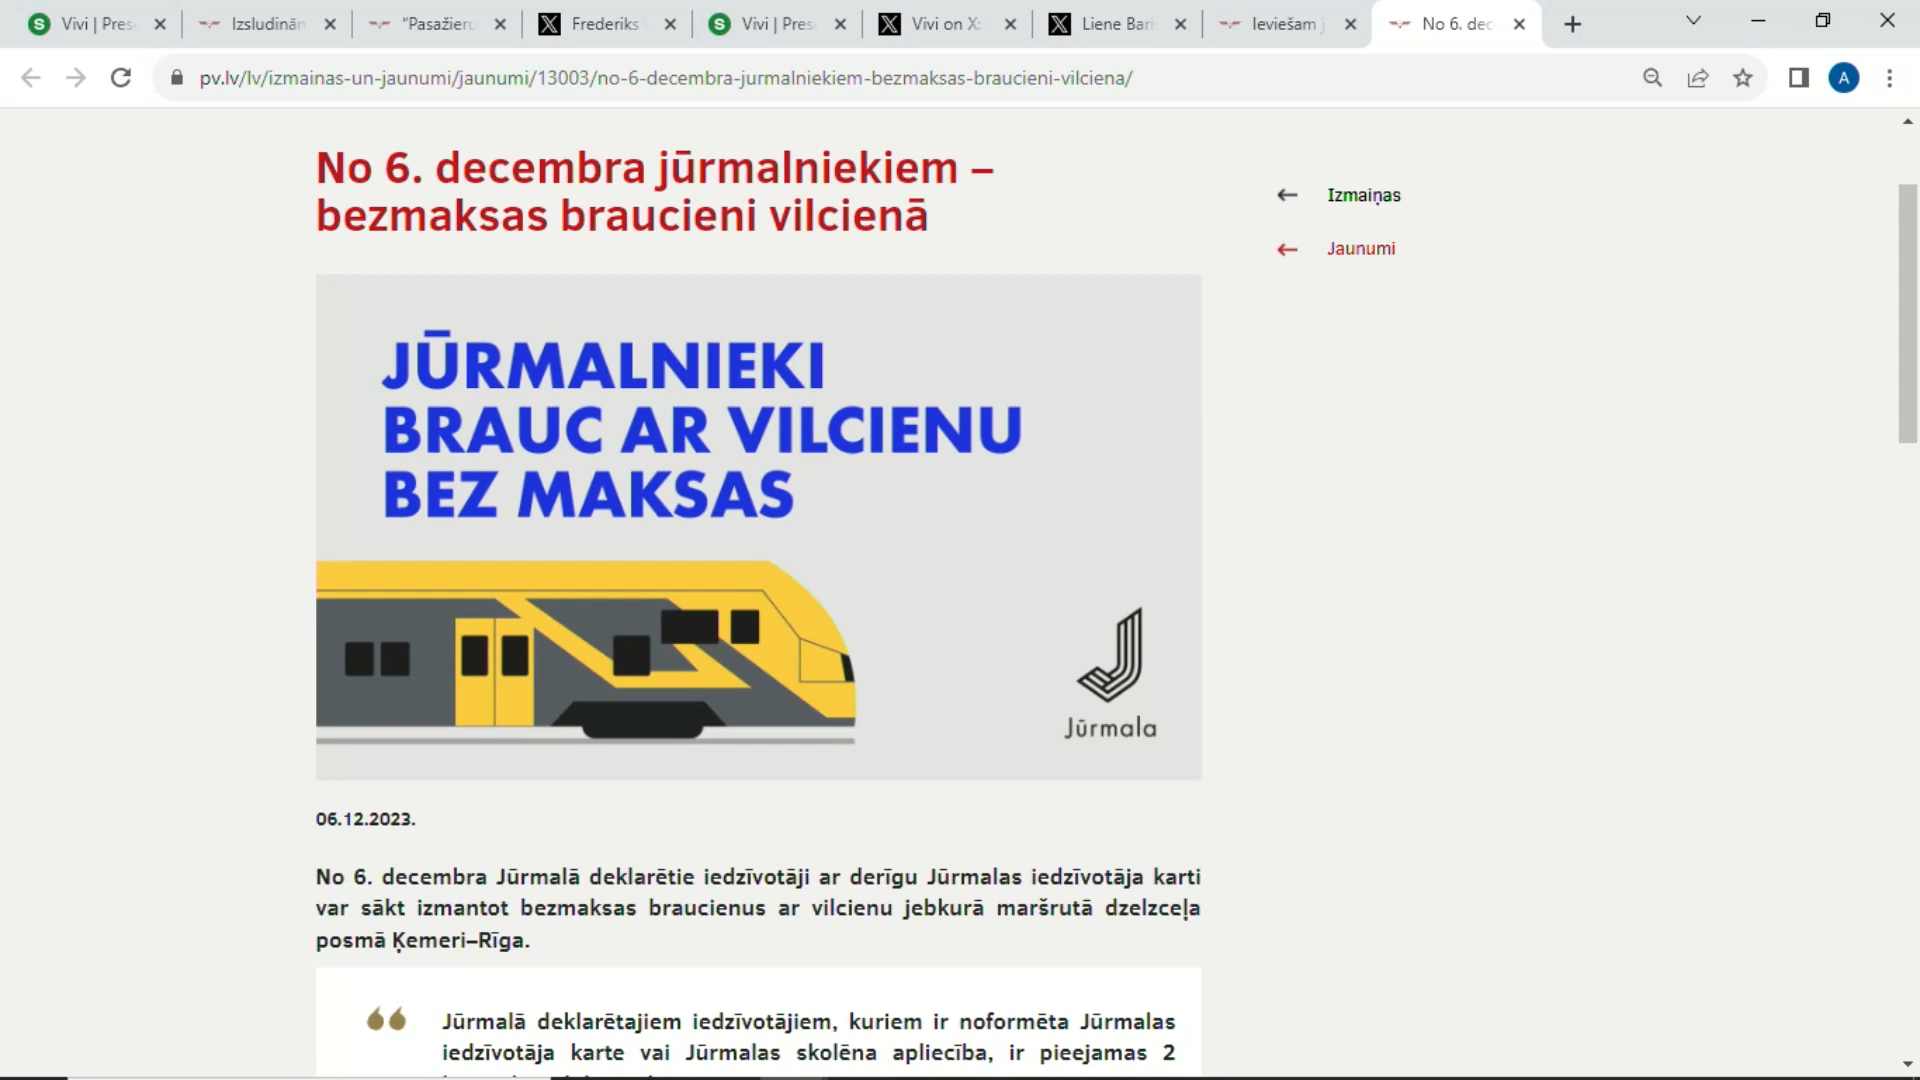 Vivi | Pres
Izsludinān
"Pasažieru
Frederiks
Vivi | Pres
Vivi on X:
Liene Bari
Ieviešam j
No 6. dec
pv.lv/lv/izmainas-un-jaunumi/jaunumi/13003/no-6-decembra-jurmalniekiem-bezmaksas-braucieni-vilciena/
A
No 6. decembra jūrmalniekiem –
bezmaksas braucieni vilcienā
Izmaiņas
Jaunumi
JŪRMALNIEKI
BRAUC AR VILCIENU
BEZ MAKSAS
Jūrmala
06.12.2023.
No 6. decembra Jūrmalā deklarētie iedzīvotāji ar derīgu Jūrmalas iedzīvotāja karti
var sākt izmantot bezmaksas braucienus ar vilcienu jebkurā maršrutā dzelzceļa
posmā Ķemeri–Rīga.
Jūrmalā deklarētajiem iedzīvotājiem, kuriem ir noformēta Jūrmalas
iedzīvotāja karte vai Jūrmalas skolēna apliecība, ir pieejamas 2